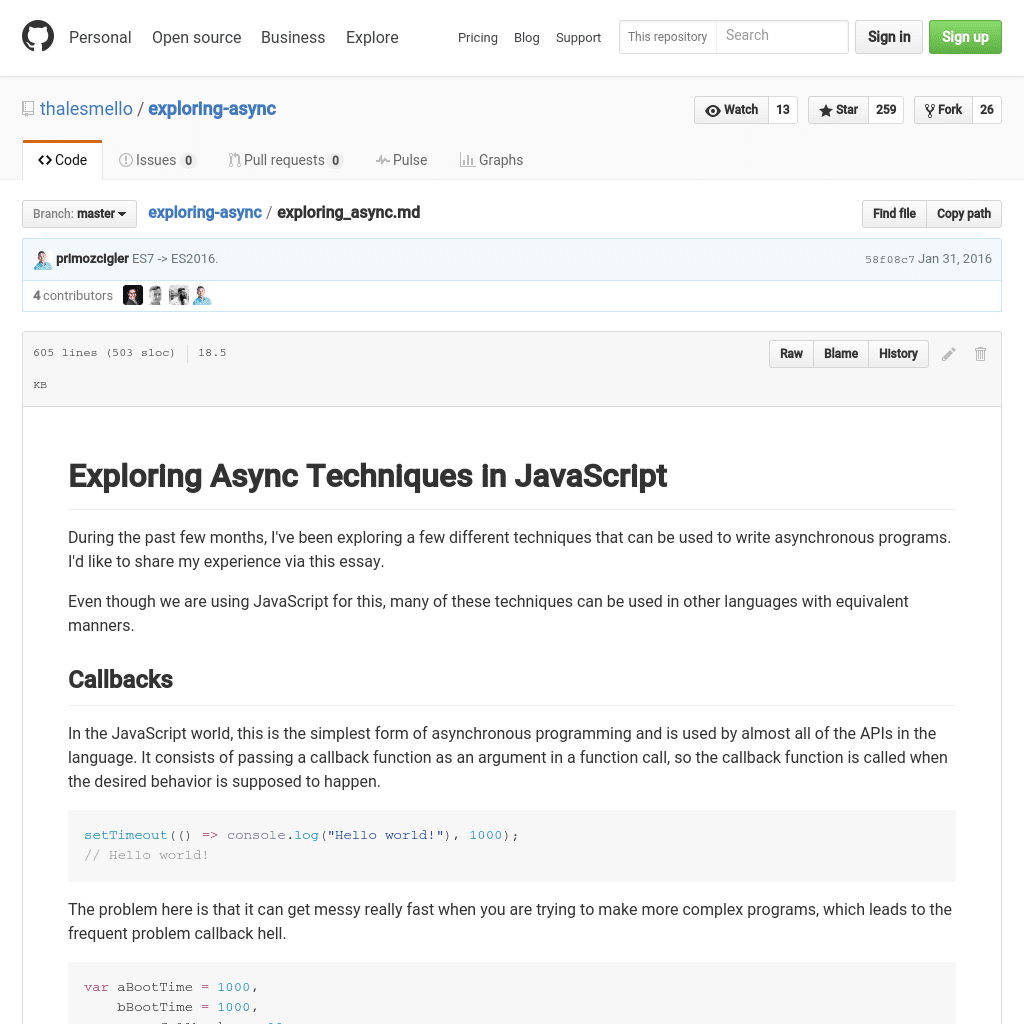 Personal Open source Business Explore Pricing Blog Support This repository Search Sign in Sign up
thalesmello / exploring-async Watch 13 Star 259 Fork 26
Code Issues 0 Pull requests 0 Pulse Graphs
Branch: master exploring-async / exploring_async.md Find file Copy path
primozcigler ES7 -> ES2016. 58f08c7 Jan 31, 2016
4 contributors
605 lines (503 sloc) 18.5 Raw Blame History
KB
Exploring Async Techniques in JavaScript
During the past few months, I've been exploring a few different techniques that can be used to write asynchronous programs.
I'd like to share my experience via this essay.
Even though we are using JavaScript for this, many of these techniques can be used in other languages with equivalent
manners.
Callbacks
In the JavaScript world, this is the simplest form of asynchronous programming and is used by almost all of the APIs in the
language. It consists of passing a callback function as an argument in a function call, so the callback function is called when
the desired behavior is supposed to happen.
setTimeout(() => console.log("Hello world!"), 1000);
// Hello world!
The problem here is that it can get messy really fast when you are trying to make more complex programs, which leads to the
frequent problem callback hell.
var aBootTime = 1000,
bBootTime = 1000,